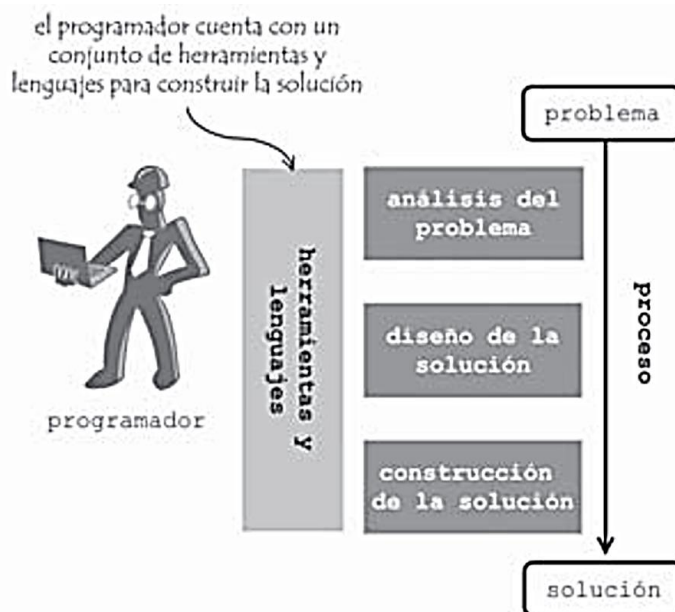 el programador cuenta con un
conjunto de herramientas y
lenguajes para construir la solución
problema
análisis del
problema
herramientas y
lenguajes
diseño de la
solución
proceso
programador
construcción
de la solución
solución